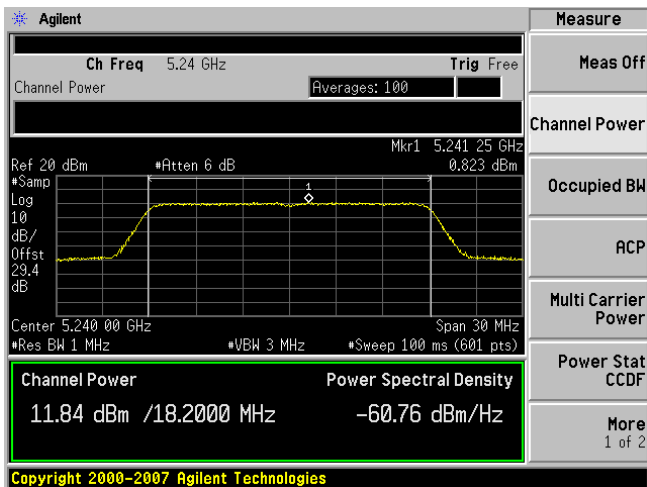 Agilent
Measure
Ch Freq 5.24 GHz Trig Free
Channel Power Averages: 100
Mkr1 5.241 25 GHz
Ref 20 dBm #Atten 6 dB 0.823 dBm
#Samp
Log
10
dB/
Offst
29.4
dB
1
Center 5.240 00 GHz Span 30 MHz
#Res BW 1 MHz #VBW 3 MHz #Sweep 100 ms (601 pts)
Channel Power Power Spectral Density
11.84 dBm /18.2000 MHz -60.76 dBm/Hz
Meas Off
Channel Power
Occupied BW
ACP
Multi Carrier
Power
Power Stat
CCDF
More
1 of 2
Copyright 2000-2007 Agilent Technologies